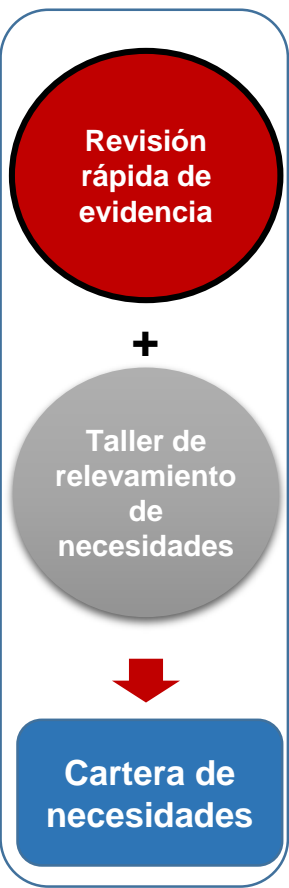 Revisión
rápida de
evidencia
+
Taller de
relevamiento
de
necesidades
Cartera de
necesidades